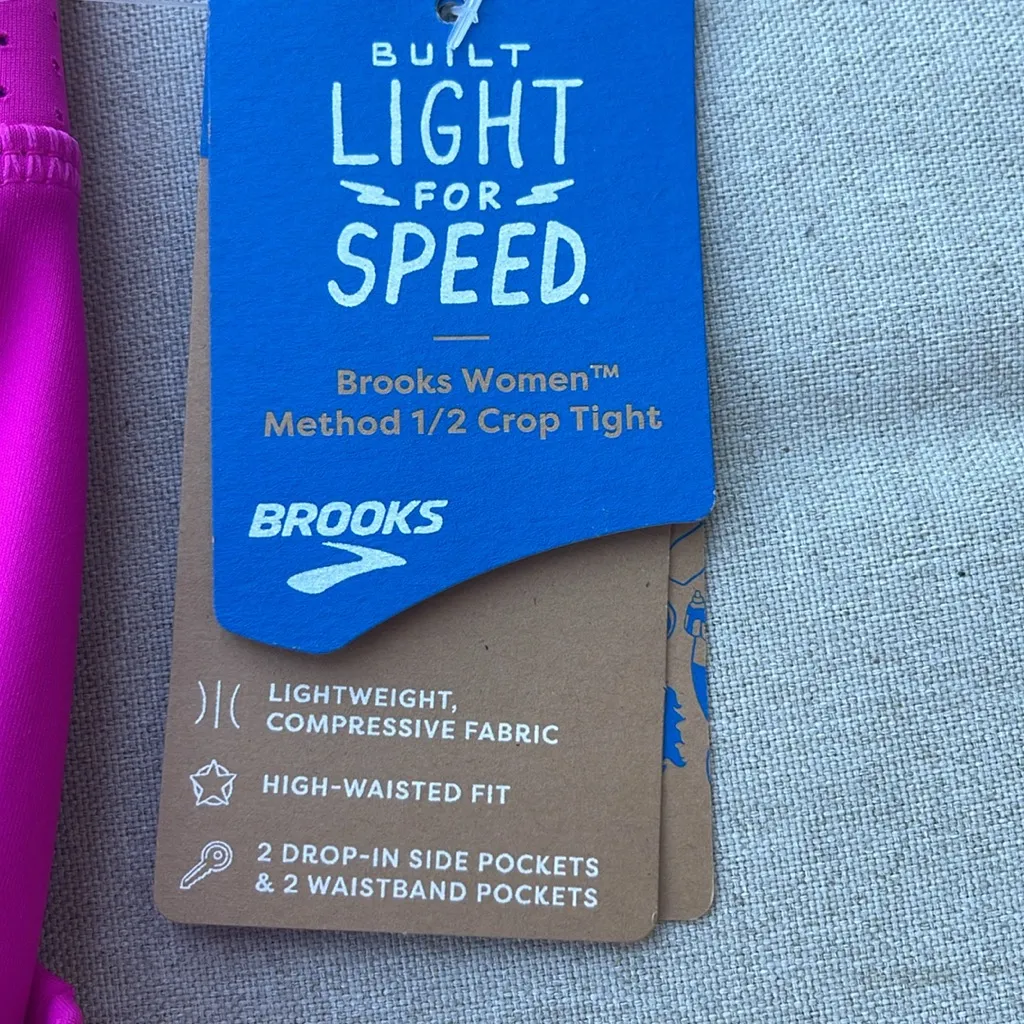 BUILT
LIGHT
FOR
SPEED.
Brooks Women™
Method 1/2 Crop Tight
BROOKS
LIGHTWEIGHT,
COMPRESSIVE FABRIC
HIGH-WAISTED FIT
2 DROP-IN SIDE POCKETS
& 2 WAISTBAND POCKETS